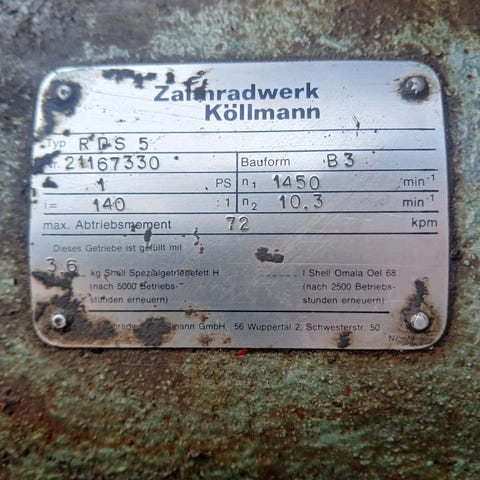 Zahnradwerk
Köllmann
Typ RDS 5
Nr. 21167330 Bauform B3
1 PS n1 1450 min-1
i= 140 :1 n2 10,3 min-1
max. Abtriebsmoment 72 kpm
Dieses Getriebe ist gefüllt mit
36 kg Shell Spezialgetriebefett H l Shell Omala Oel 68
(nach 5000 Betriebs- (nach 2500 Betriebs-
stunden erneuern) stunden erneuern)
GmbH, 56 Wuppertal 2, Schwesterstr. 50